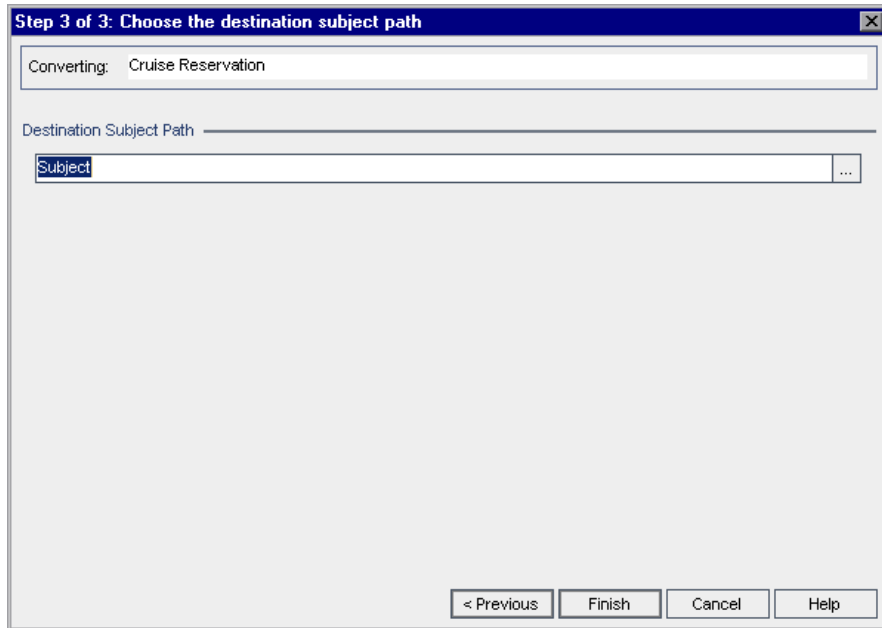 Step 3 of 3: Choose the destination subject path
Converting: Cruise Reservation
Destination Subject Path
Subject ...
< Previous Finish Cancel Help